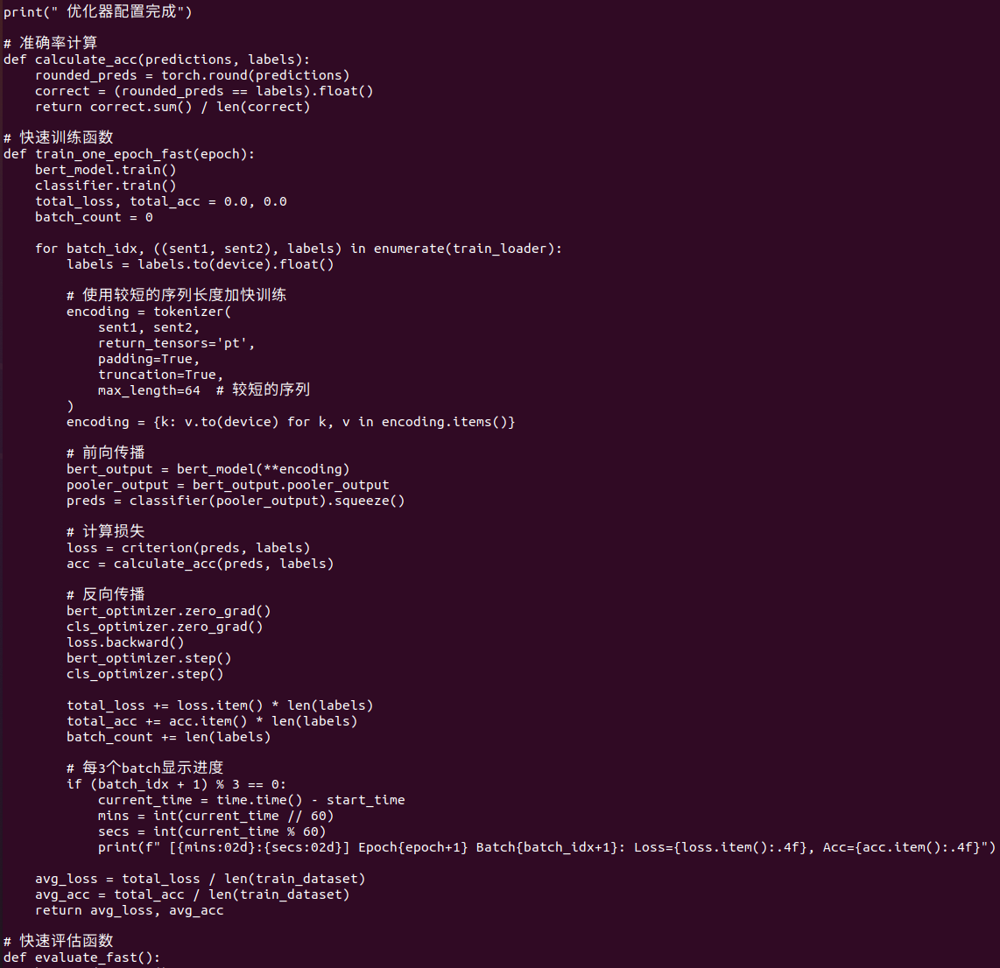 print(" 优化器配置完成")
# 准确率计算
def calculate_acc(predictions, labels):
    rounded_preds = torch.round(predictions)
    correct = (rounded_preds == labels).float()
    return correct.sum() / len(correct)
# 快速训练函数
def train_one_epoch_fast(epoch):
    bert_model.train()
    classifier.train()
    total_loss, total_acc = 0.0, 0.0
    batch_count = 0
    for batch_idx, ((sent1, sent2), labels) in enumerate(train_loader):
        labels = labels.to(device).float()
        # 使用较短的序列长度加快训练
        encoding = tokenizer(
            sent1, sent2,
            return_tensors='pt',
            padding=True,
            truncation=True,
            max_length=64  # 较短的序列
        )
        encoding = {k: v.to(device) for k, v in encoding.items()}
        # 前向传播
        bert_output = bert_model(**encoding)
        pooler_output = bert_output.pooler_output
        preds = classifier(pooler_output).squeeze()
        # 计算损失
        loss = criterion(preds, labels)
        acc = calculate_acc(preds, labels)
        # 反向传播
        bert_optimizer.zero_grad()
        cls_optimizer.zero_grad()
        loss.backward()
        bert_optimizer.step()
        cls_optimizer.step()
        total_loss += loss.item() * len(labels)
        total_acc += acc.item() * len(labels)
        batch_count += len(labels)
        # 每3个batch显示进度
        if (batch_idx + 1) % 3 == 0:
            current_time = time.time() - start_time
            mins = int(current_time // 60)
            secs = int(current_time % 60)
            print(f" [{mins:02d}:{secs:02d}] Epoch{epoch+1} Batch{batch_idx+1}: Loss={loss.item():.4f}, Acc={acc.item():.4f}")
    avg_loss = total_loss / len(train_dataset)
    avg_acc = total_acc / len(train_dataset)
    return avg_loss, avg_acc
# 快速评估函数
def evaluate_fast():